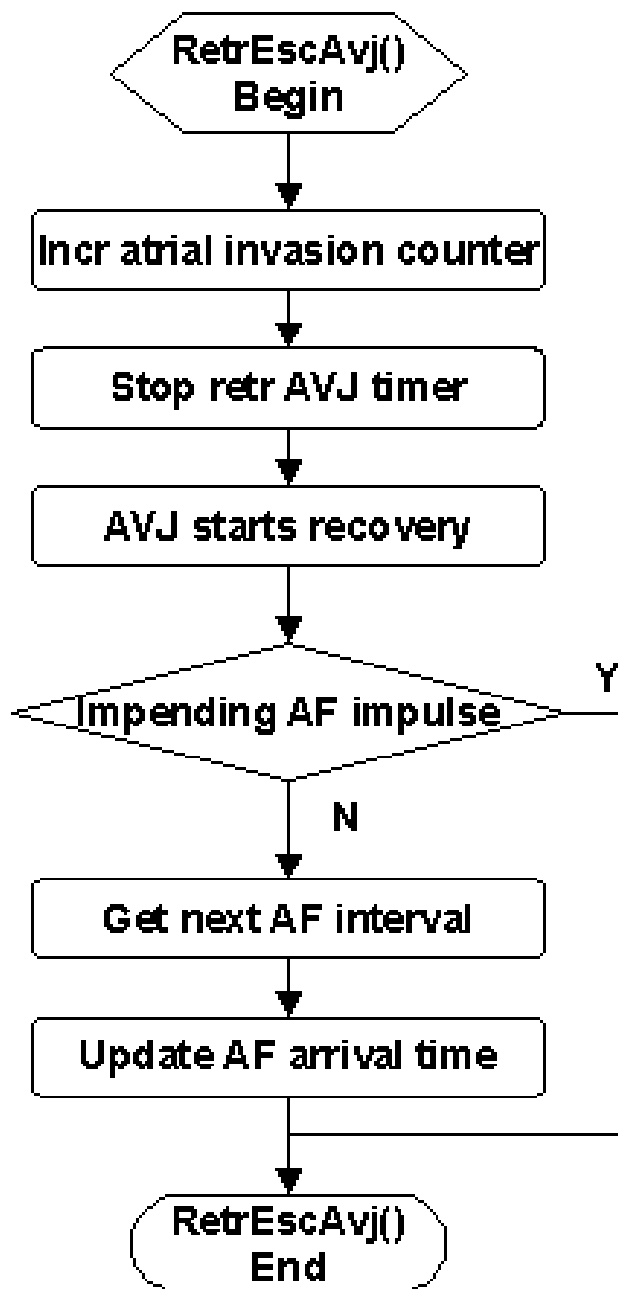 RetrEscAvj()
Begin
Incr atrial invasion counter
Stop retr AVJ timer
AVJ starts recovery
Impending AF impulse
Y
N
Get next AF interval
Update AF arrival time
RetrEscAvj()
End